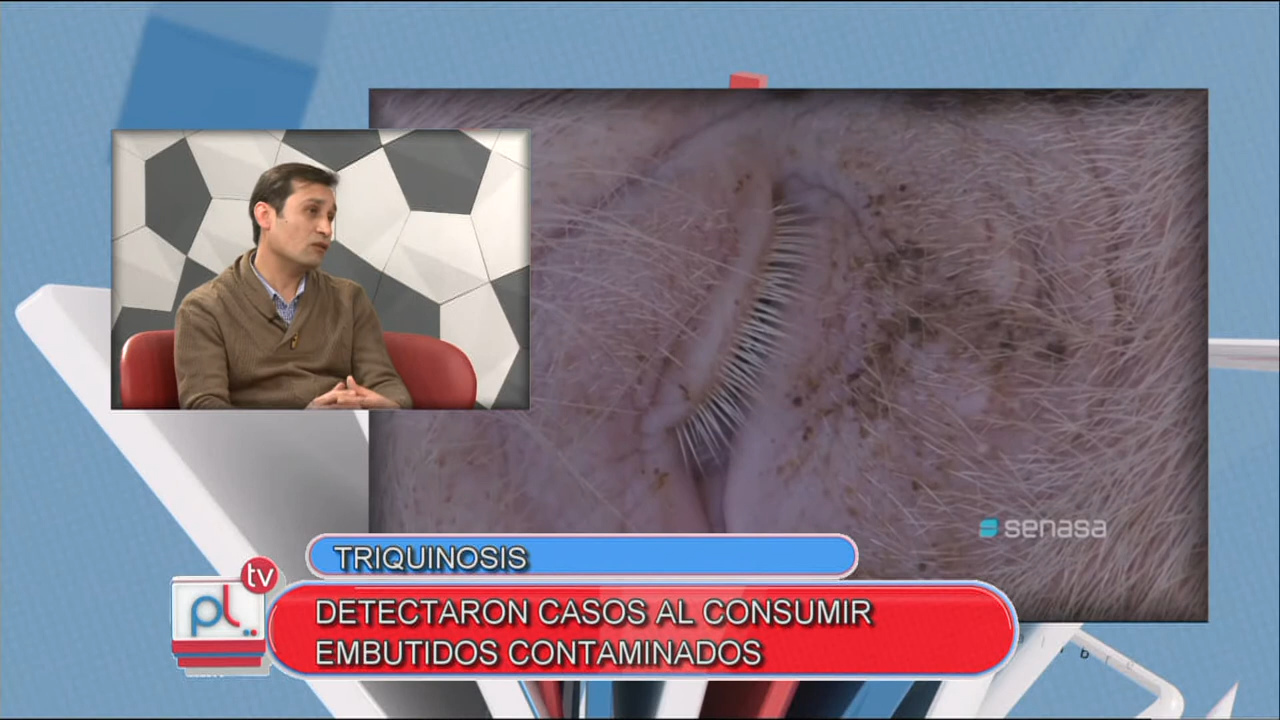 senasa
TRIQUINOSIS
tv
pl..
DETECTARON CASOS AL CONSUMIR
EMBUTIDOS CONTAMINADOS